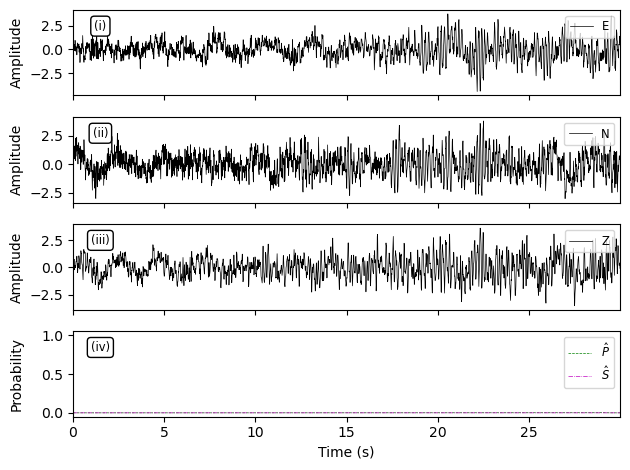 (i)
E
Amplitude
2.5
0.0
−2.5
(ii)
N
Amplitude
2.5
0.0
−2.5
(iii)
Z
Amplitude
2.5
0.0
−2.5
(iv)
P̂
Ŝ
Probability
1.0
0.5
0.0
0 5 10 15 20 25
Time (s)